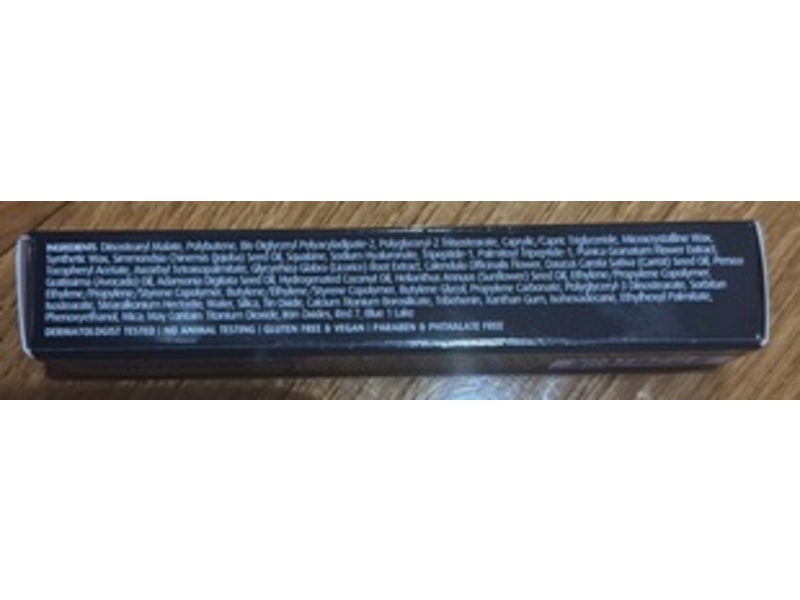 INGREDIENTS: Diisostearyl Malate, Polybutene, Bis-Diglyceryl Polyacyladipate-2, Polyglyceryl-2 Triisostearate, Caprylic/Capric Triglyceride, Microcrystalline Wax,
Synthetic Wax, Simmondsia Chinensis (Jojoba) Seed Oil, Squalane, Sodium Hyaluronate, Tripeptide-1, Palmitoyl Tripeptide-1, Punica Granatum Flower Extract,
Tocopheryl Acetate, Ascorbyl Tetraisopalmitate, Glycyrrhiza Glabra (Licorice) Root Extract, Calendula Officinalis Flower, Daucus Carota Sativa (Carrot) Seed Oil, Persea
Gratissima (Avocado) Oil, Adansonia Digitata Seed Oil, Hydrogenated Coconut Oil, Helianthus Annuus (Sunflower) Seed Oil, Ethylene/Propylene Copolymer,
Ethylene/Propylene/Styrene Copolymer, Butylene/Ethylene/Styrene Copolymer, Butylene Glycol, Propylene Carbonate, Polyglyceryl-3 Diisostearate, Sorbitan
Isostearate, Stearalkonium Hectorite, Water, Silica, Tin Oxide, Calcium Titanium Borosilicate, Tribehenin, Xanthan Gum, Isohexadecane, Ethylhexyl Palmitate,
Phenoxyethanol, Mica. May Contain: Titanium Dioxide, Iron Oxides, Red 7, Blue 1 Lake
DERMATOLOGIST TESTED | NO ANIMAL TESTING | GLUTEN FREE & VEGAN | PARABEN & PHTHALATE FREE